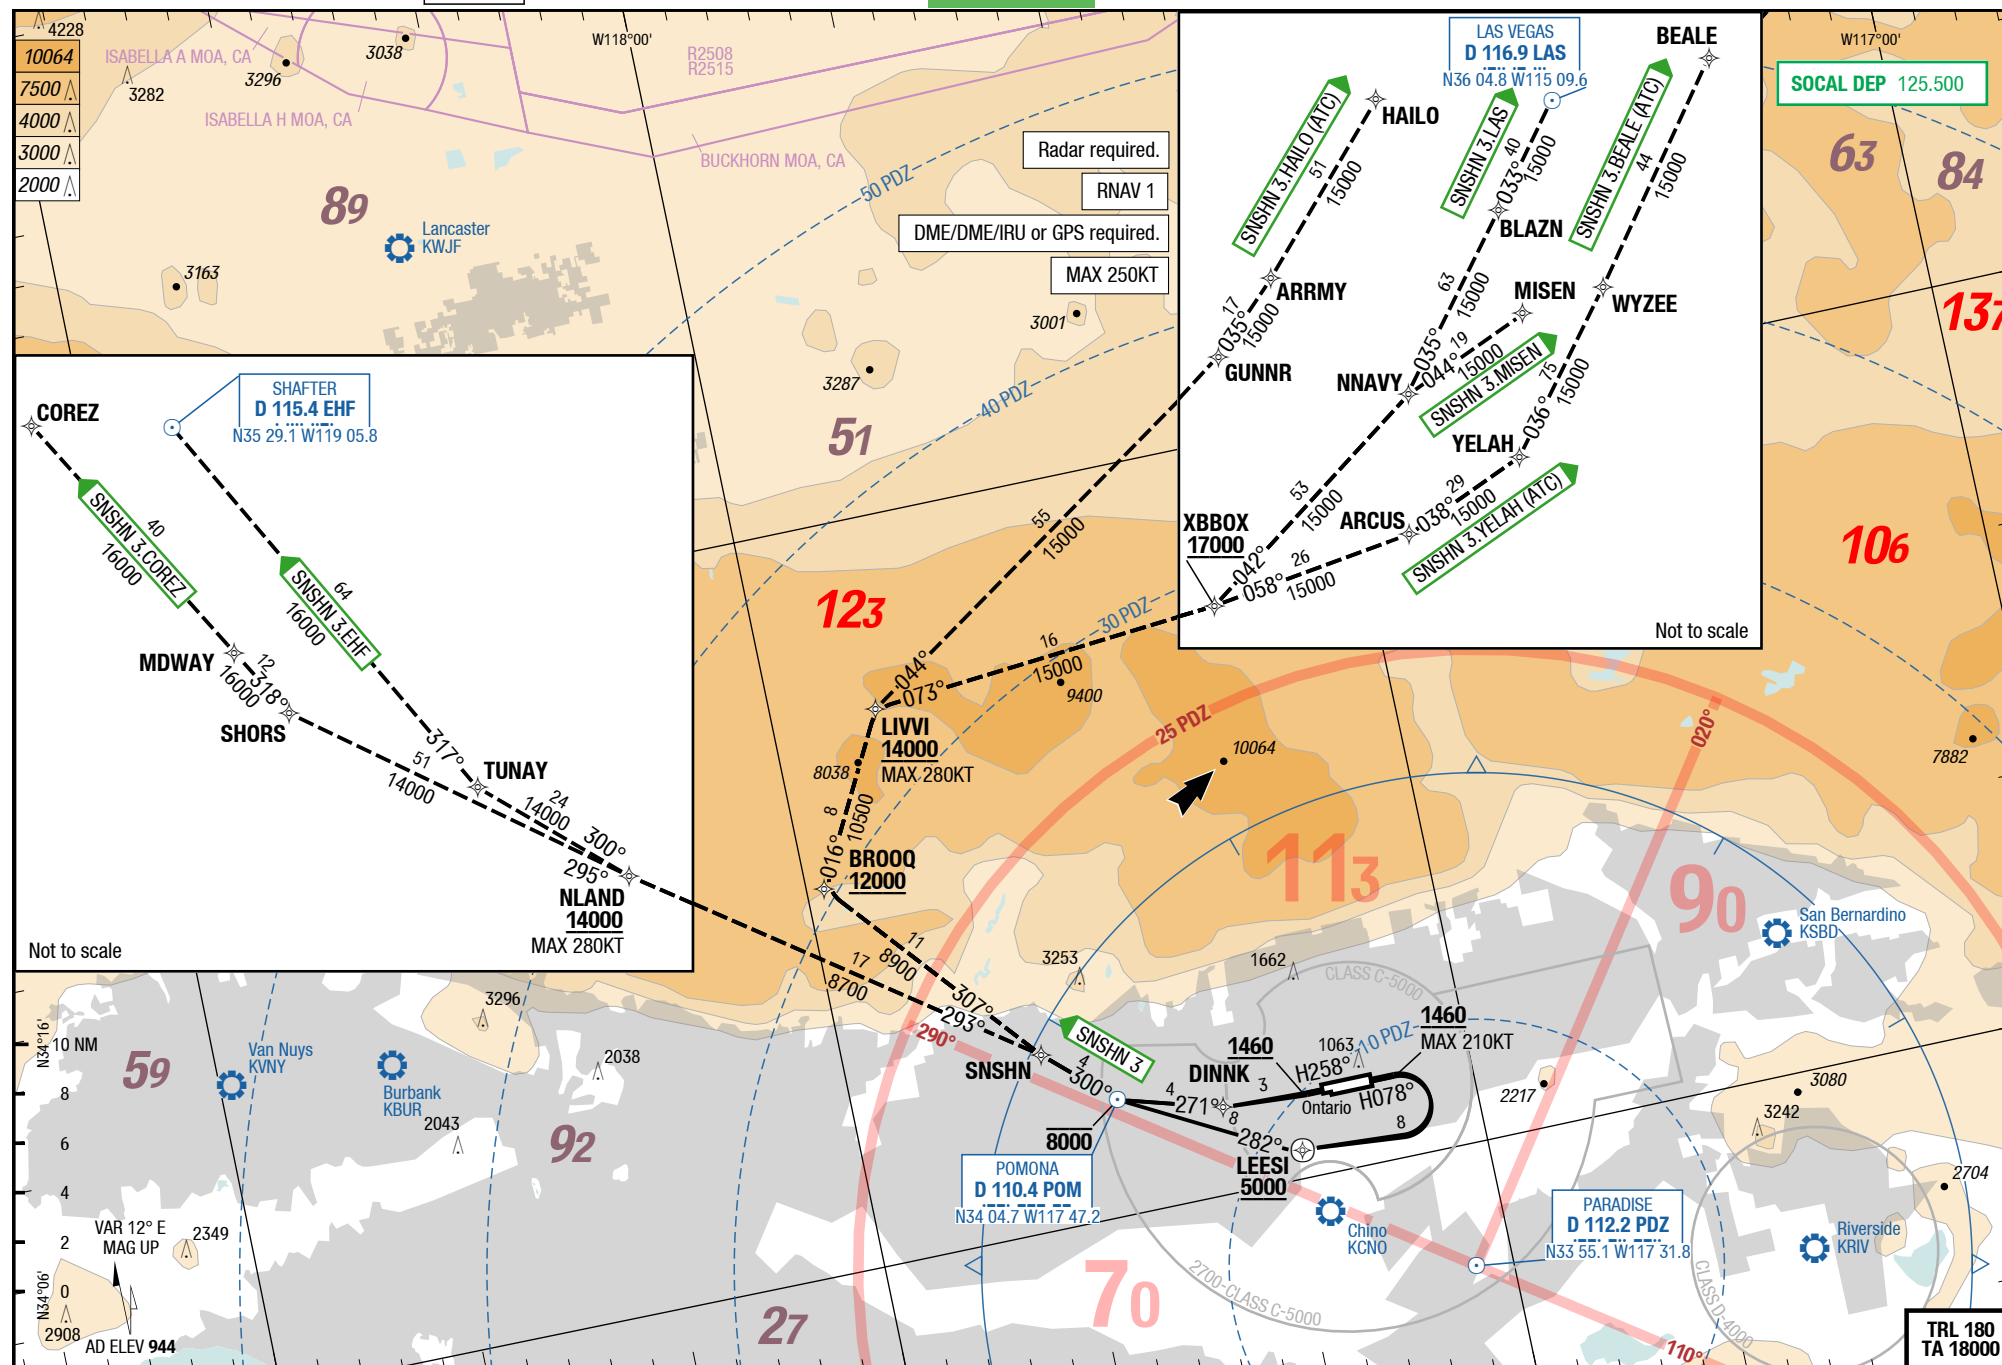 4228
10064
7500
4000
3000
2000
ISABELLA A MOA, CA
3282
3296
3038
ISABELLA H MOA, CA
W118°00'
R2508
R2515
BUCKHORN MOA, CA
89
Lancaster
KWJF
3163
50 PDZ
Radar required.
RNAV 1
DME/DME/IRU or GPS required.
MAX 250KT
3001
3287
40 PDZ
51
LAS VEGAS
D 116.9 LAS
N36 04.8 W115 09.6
BEALE
HAILO
SNSHN 3.HAILO (ATC)
51
15000
SNSHN 3.LAS
40
15000
033°
SNSHN 3.BEALE (ATC)
44
15000
BLAZN
ARRMY
17
15000
035°
GUNNR
63
15000
035°
MISEN
WYZEE
NNAVY
044°
19
15000
SNSHN 3.MISEN
75
15000
036°
YELAH
53
15000
ARCUS
038°
29
15000
SNSHN 3.YELAH (ATC)
XBBOX
17000
042°
058°
26
15000
Not to scale
W117°00'
SOCAL DEP 125.500
63
84
137
106
SHAFTER
D 115.4 EHF
N35 29.1 W119 05.8
COREZ
SNSHN 3.COREZ
40
16000
SNSHN 3.EHF
64
16000
MDWAY
12
318°
16000
SHORS
317°
TUNAY
51
14000
24
14000
300°
295°
NLAND
14000
MAX 280KT
Not to scale
55
15000
123
30 PDZ
044°
073°
16
15000
9400
LIVVI
14000
MAX 280KT
8038
8
10500
016°
BROOQ
12000
25 PDZ
10064
020°
7882
113
90
San Bernardino
KSBD
11
8900
17
8700
307°
293°
290°
3253
1662
CLASS C-5000
3296
N34°16'
10 NM
8
6
4
2
0
N34°06'
59
Van Nuys
KVNY
Burbank
KBUR
2038
2043
92
SNSHN 3
SNSHN
4
300°
1460
DINNK
1063
10 PDZ
1460
MAX 210KT
H258°
3
Ontario
H078°
8
4
271°
8
282°
8000
LEESI
5000
2217
3080
3242
POMONA
D 110.4 POM
N34 04.7 W117 47.2
Chino
KCNO
PARADISE
D 112.2 PDZ
N33 55.1 W117 31.8
2704
Riverside
KRIV
VAR 12° E
MAG UP
2349
2908
AD ELEV 944
27
70
2700-CLASS C-5000
CLASS D-4000
110°
TRL 180
TA 18000